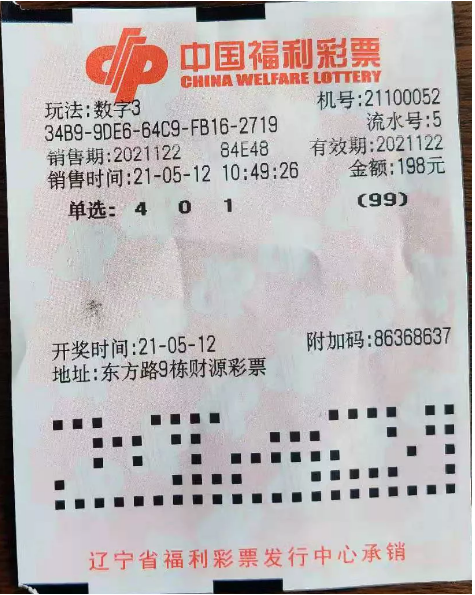 中国福利彩票
CHINA WELFARE LOTTERY
玩法:数字3 机号:21100052
34B9-9DE6-64C9-FB16-2719 流水号:5
销售期:2021122 84E48 有效期:2021122
销售时间:21-05-12 10:49:26 金额:198元
单选: 4 0 1 (99)
开奖时间:21-05-12 附加码:86368637
地址:东方路9栋财源彩票
辽宁省福利彩票发行中心承销